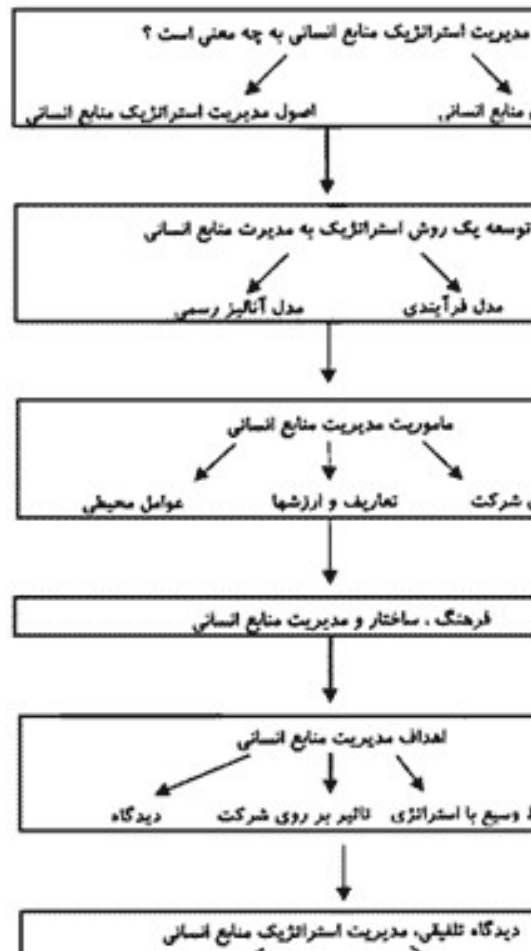 مدیریت استراتژیک منابع انسانی به چه معنی است ؟
منابع انسانی اصول مدیریت استراتژیک منابع انسانی
توسعه یک روش استراتژیک به مدیرت منابع انسانی
مدل فرآیندی مدل آنالیز رسمی
ماموریت مدیریت منابع انسانی
شرکت تعاریف و ارزشها عوامل محیطی
فرهنگ ، ساختار و مدیریت منابع انسانی
اهداف مدیریت منابع انسانی
وسیع با استراتژی تاثیر بر روی شرکت دیدگاه
دیدگاه تلفیقی، مدیریت استراتژیک منابع انسانی